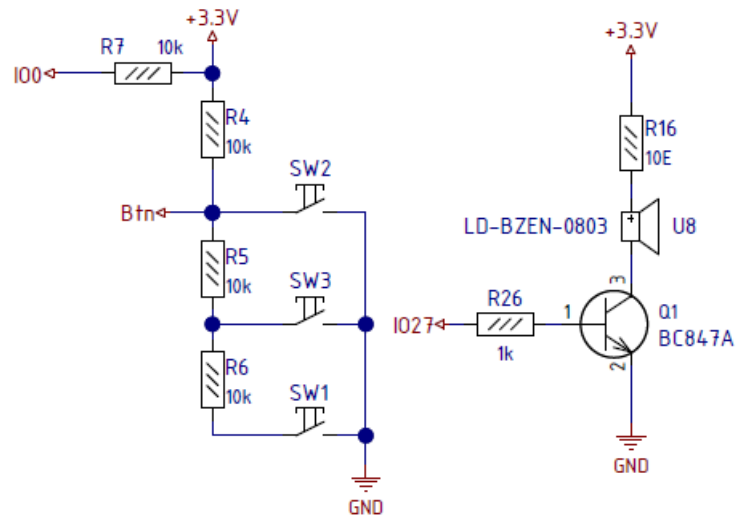 +3.3V
R7 10k
IO0
R4
10k
SW2
Btn
R5
10k
SW3
R6
10k
SW1
GND
+3.3V
R16
10E
+
LD-BZEN-0803 U8
3
R26
IO27
1
1k
Q1
BC847A
2
GND